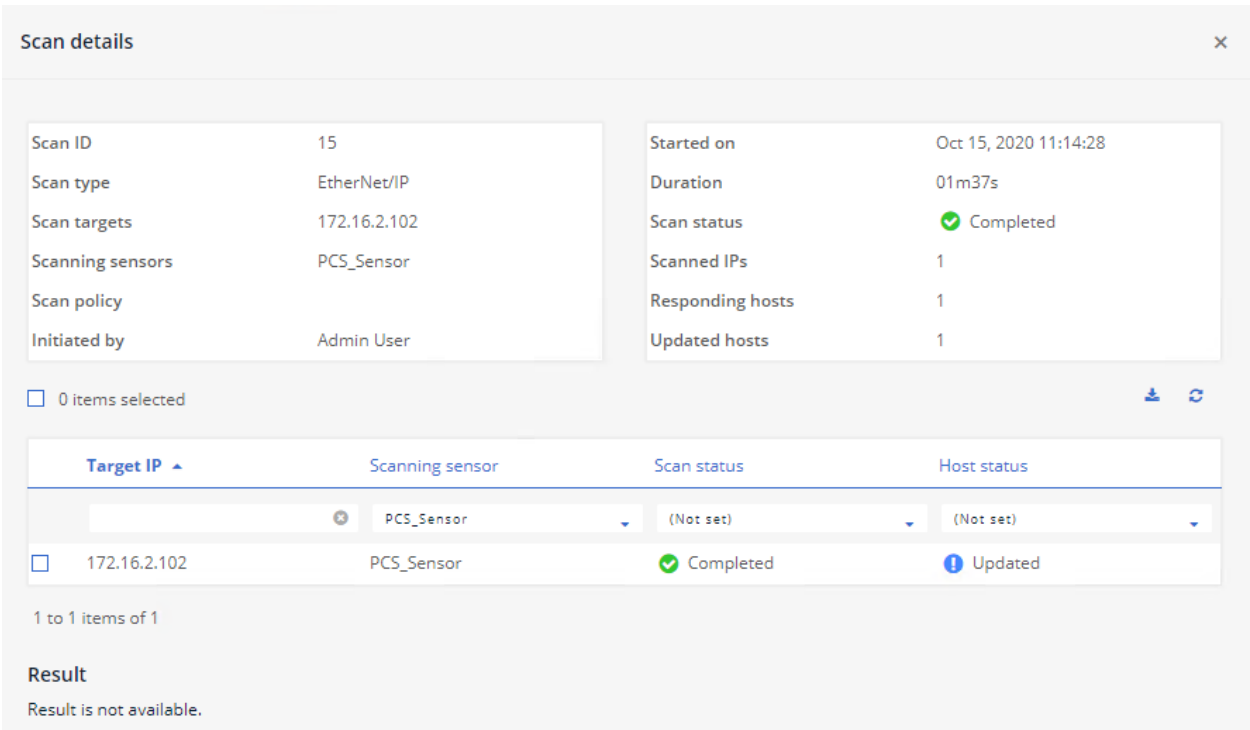 Scan details
Scan ID 15
Scan type EtherNet/IP
Scan targets 172.16.2.102
Scanning sensors PCS_Sensor
Scan policy
Initiated by Admin User
Started on Oct 15, 2020 11:14:28
Duration 01m37s
Scan status Completed
Scanned IPs 1
Responding hosts 1
Updated hosts 1
0 items selected
Target IP Scanning sensor Scan status Host status
PCS_Sensor (Not set) (Not set)
172.16.2.102 PCS_Sensor Completed Updated
1 to 1 items of 1
Result
Result is not available.